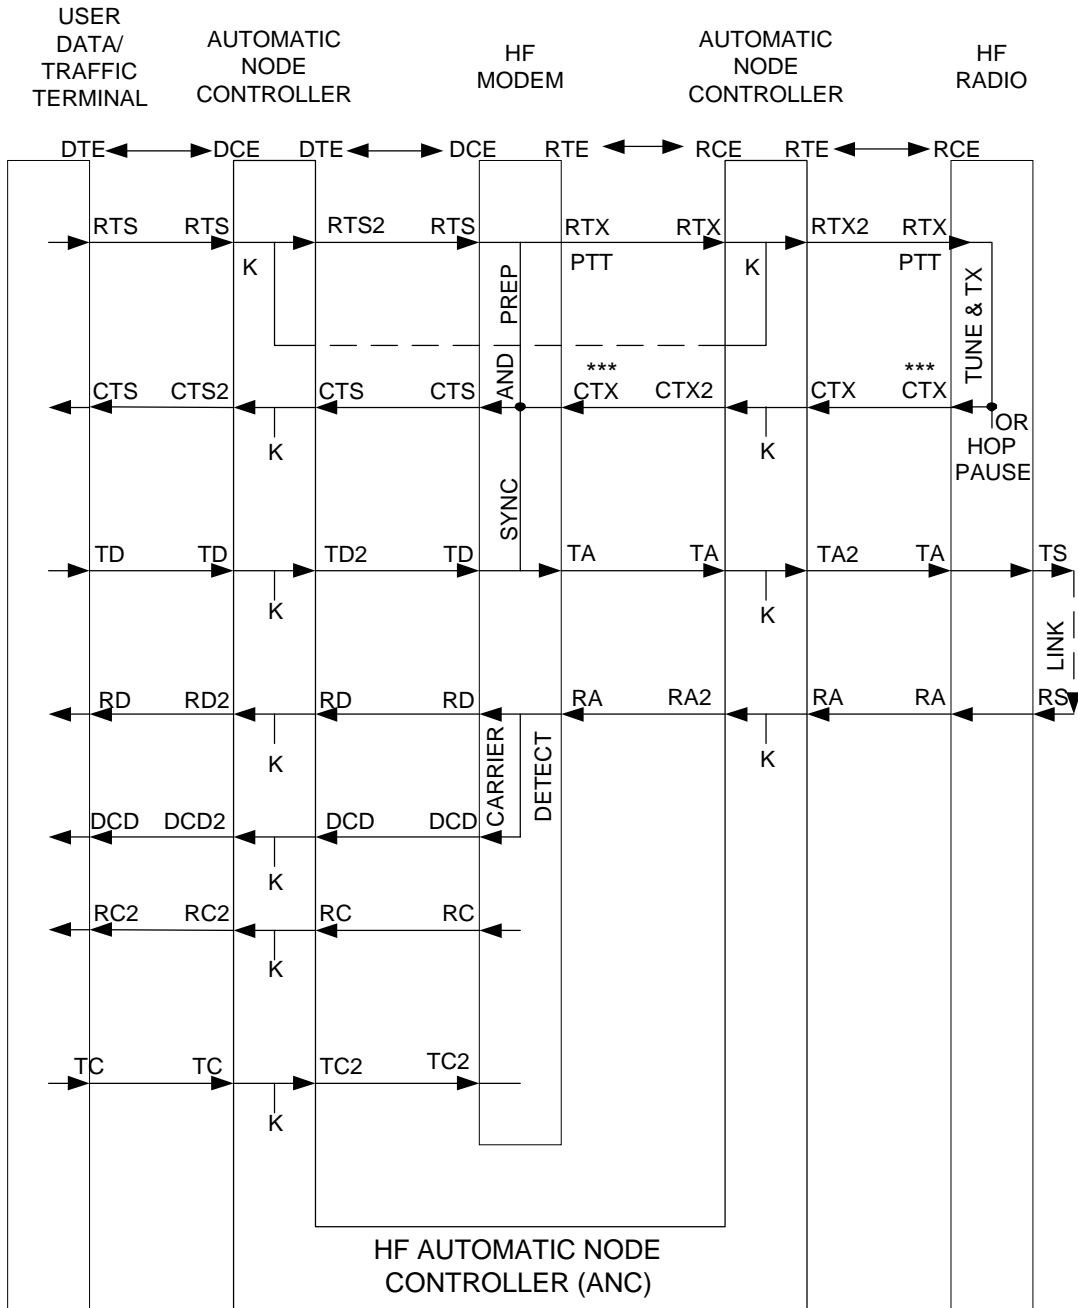 USER
DATA/
TRAFFIC
TERMINAL
AUTOMATIC
NODE
CONTROLLER
HF
MODEM
AUTOMATIC
NODE
CONTROLLER
HF
RADIO
DTE DCE DTE DCE RTE RCE RTE RCE
RTS RTS RTS2 RTS RTX RTX RTX2 RTX
K PTT K PTT
PREP
TUNE & TX
AND
*** ***
CTS CTS2 CTS CTS CTX CTX2 CTX CTX
K K
OR
HOP
PAUSE
SYNC
TD TD TD2 TD TA TA TA2 TA TS
K K
LINK
RD RD2 RD RD RA RA2 RA RA RS
K K
CARRIER
DETECT
DCD DCD2 DCD DCD
K
RC2 RC2 RC RC
K
TC TC TC2 TC2
K
HF AUTOMATIC NODE
CONTROLLER (ANC)